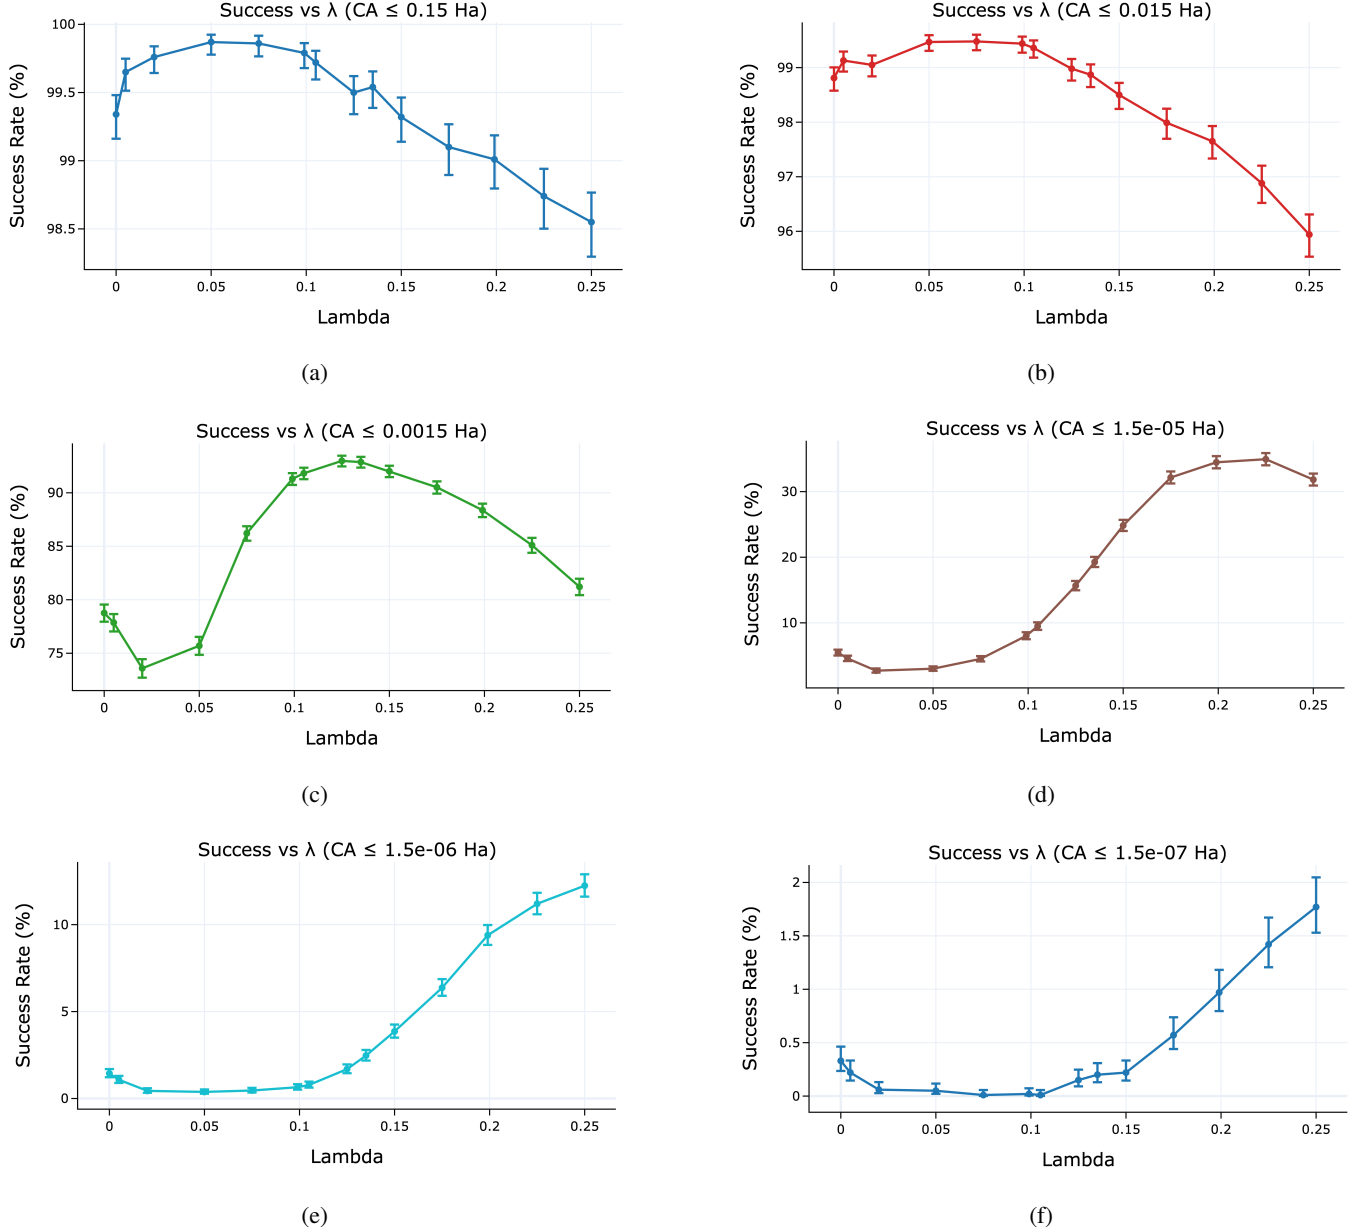 Success vs λ (CA ≤ 0.15 Ha)
100
99.5
99
98.5
Success Rate (%)
0 0.05 0.1 0.15 0.2 0.25
Lambda
(a)
Success vs λ (CA ≤ 0.015 Ha)
99
98
97
96
Success Rate (%)
0 0.05 0.1 0.15 0.2 0.25
Lambda
(b)
Success vs λ (CA ≤ 0.0015 Ha)
90
85
80
75
Success Rate (%)
0 0.05 0.1 0.15 0.2 0.25
Lambda
(c)
Success vs λ (CA ≤ 1.5e-05 Ha)
30
20
10
Success Rate (%)
0 0.05 0.1 0.15 0.2 0.25
Lambda
(d)
Success vs λ (CA ≤ 1.5e-06 Ha)
10
5
0
Success Rate (%)
0 0.05 0.1 0.15 0.2 0.25
Lambda
(e)
Success vs λ (CA ≤ 1.5e-07 Ha)
2
1.5
1
0.5
0
Success Rate (%)
0 0.05 0.1 0.15 0.2 0.25
Lambda
(f)